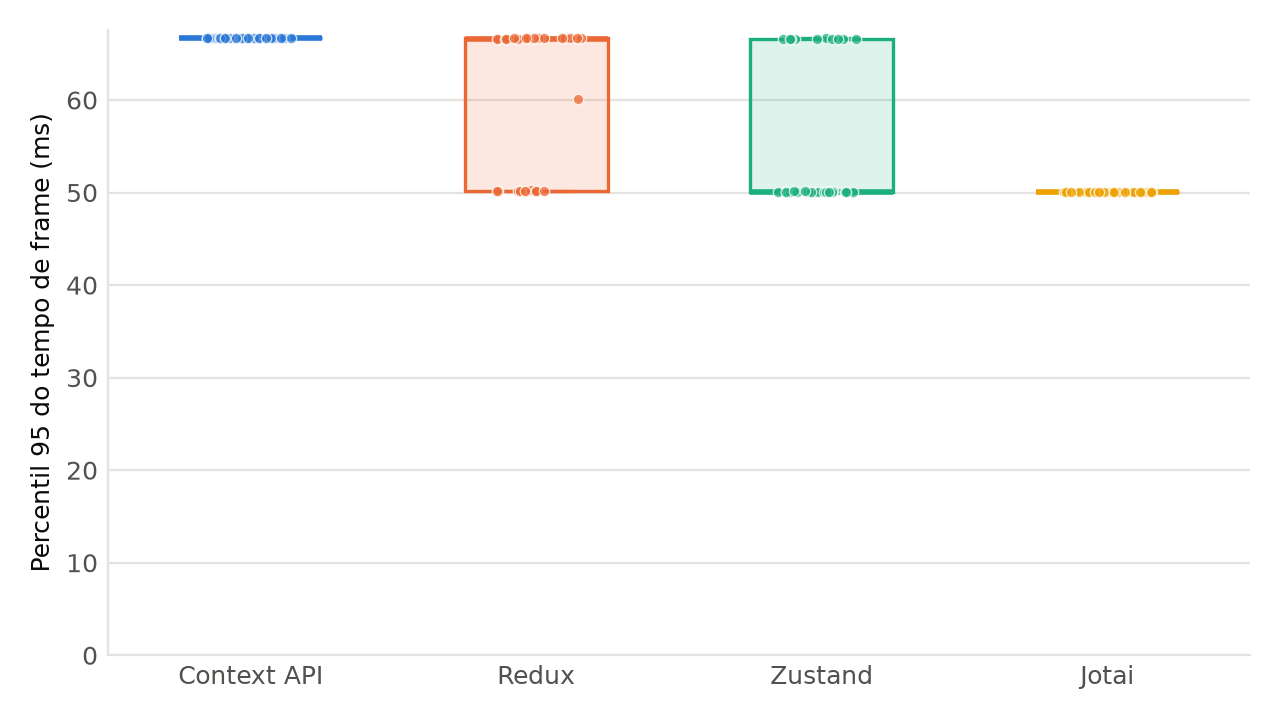 Percentil 95 do tempo de frame (ms)
60
50
40
30
20
10
0
Context API
Redux
Zustand
Jotai